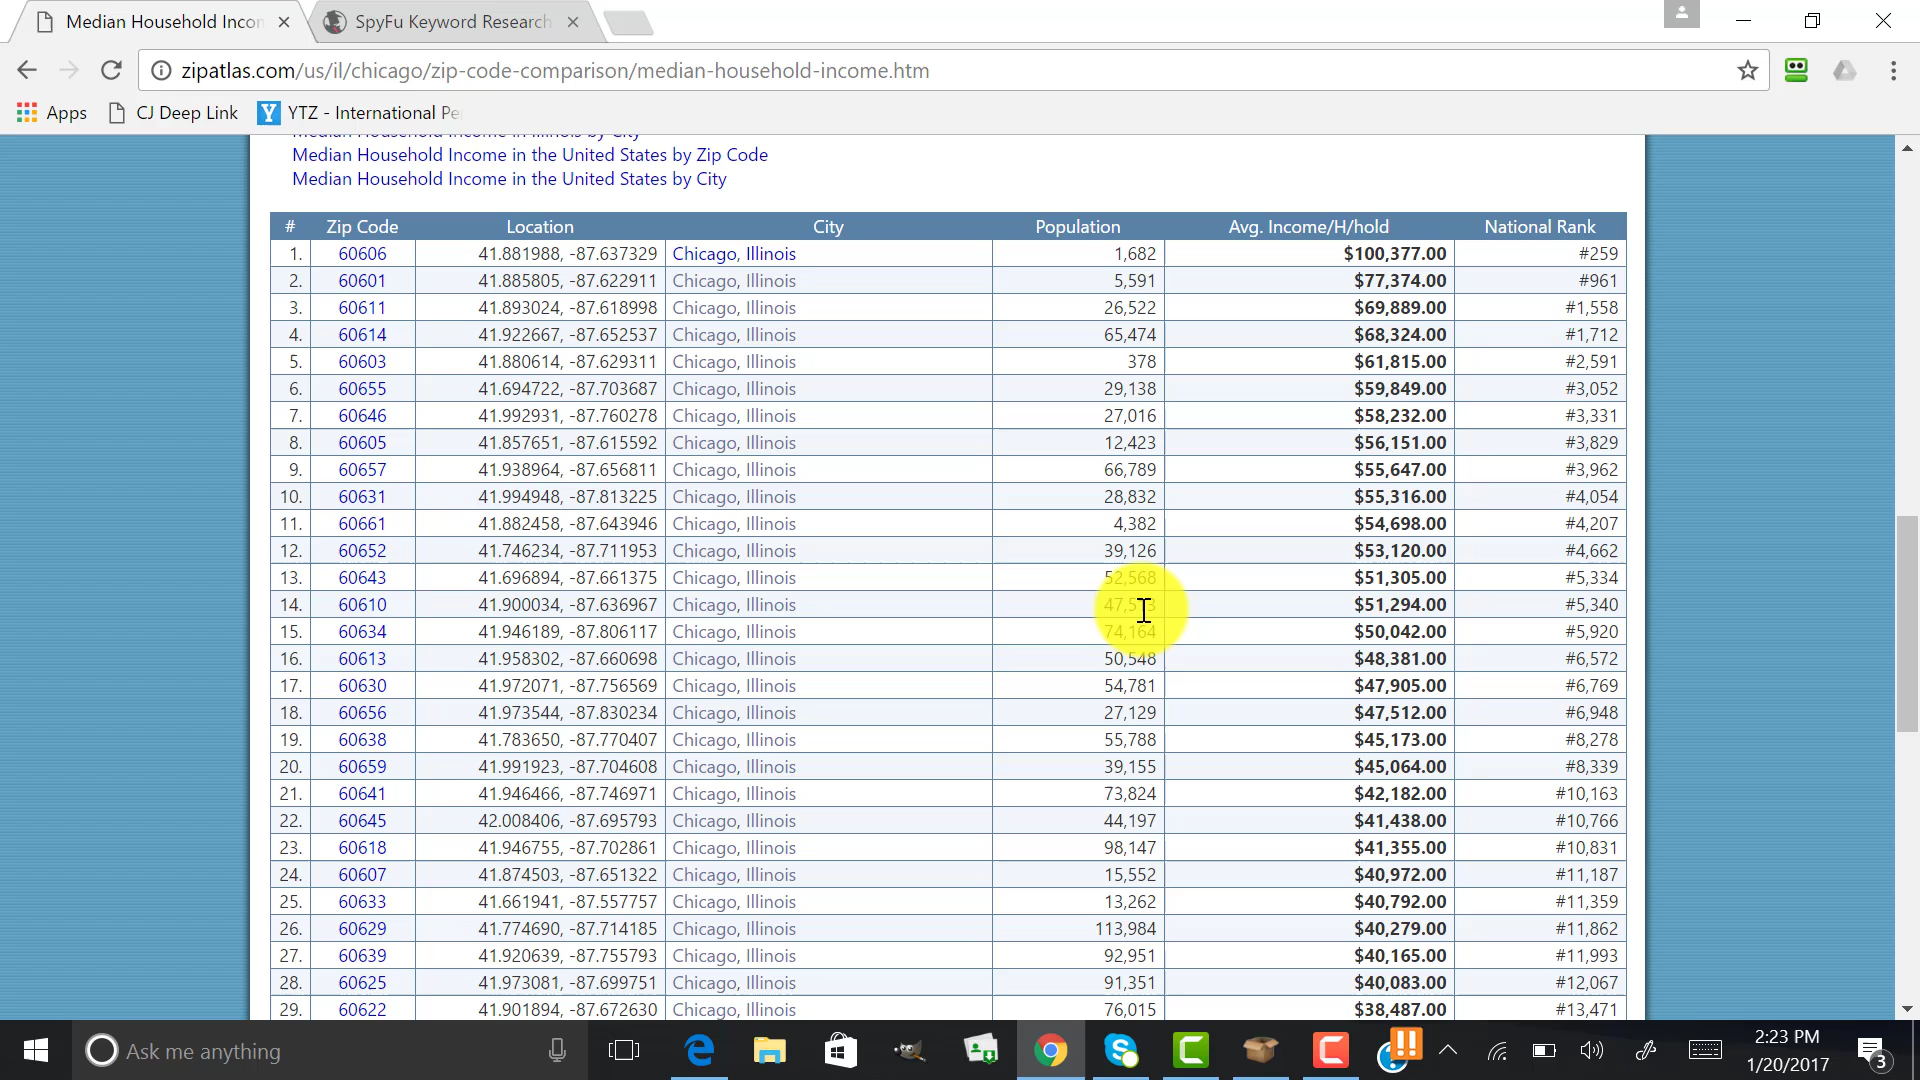 Median Household Incon
SpyFu Keyword Research
zipatlas.com/us/il/chicago/zip-code-comparison/median-household-income.htm
Apps CJ Deep Link YTZ - International Pe
Median Household Income in Illinois by City
Median Household Income in the United States by Zip Code
Median Household Income in the United States by City
# Zip Code Location City Population Avg. Income/H/hold National Rank
1. 60606 41.881988, -87.637329 Chicago, Illinois 1,682 $100,377.00 #259
2. 60601 41.885805, -87.622911 Chicago, Illinois 5,591 $77,374.00 #961
3. 60611 41.893024, -87.618998 Chicago, Illinois 26,522 $69,889.00 #1,558
4. 60614 41.922667, -87.652537 Chicago, Illinois 65,474 $68,324.00 #1,712
5. 60603 41.880614, -87.629311 Chicago, Illinois 378 $61,815.00 #2,591
6. 60655 41.694722, -87.703687 Chicago, Illinois 29,138 $59,849.00 #3,052
7. 60646 41.992931, -87.760278 Chicago, Illinois 27,016 $58,232.00 #3,331
8. 60605 41.857651, -87.615592 Chicago, Illinois 12,423 $56,151.00 #3,829
9. 60657 41.938964, -87.656811 Chicago, Illinois 66,789 $55,647.00 #3,962
10. 60631 41.994948, -87.813225 Chicago, Illinois 28,832 $55,316.00 #4,054
11. 60661 41.882458, -87.643946 Chicago, Illinois 4,382 $54,698.00 #4,207
12. 60652 41.746234, -87.711953 Chicago, Illinois 39,126 $53,120.00 #4,662
13. 60643 41.696894, -87.661375 Chicago, Illinois 52,568 $51,305.00 #5,334
14. 60610 41.900034, -87.636967 Chicago, Illinois $51,294.00 #5,340
15. 60634 41.946189, -87.806117 Chicago, Illinois 74,164 $50,042.00 #5,920
16. 60613 41.958302, -87.660698 Chicago, Illinois 50,548 $48,381.00 #6,572
17. 60630 41.972071, -87.756569 Chicago, Illinois 54,781 $47,905.00 #6,769
18. 60656 41.973544, -87.830234 Chicago, Illinois 27,129 $47,512.00 #6,948
19. 60638 41.783650, -87.770407 Chicago, Illinois 55,788 $45,173.00 #8,278
20. 60659 41.991923, -87.704608 Chicago, Illinois 39,155 $45,064.00 #8,339
21. 60641 41.946466, -87.746971 Chicago, Illinois 73,824 $42,182.00 #10,163
22. 60645 42.008406, -87.695793 Chicago, Illinois 44,197 $41,438.00 #10,766
23. 60618 41.946755, -87.702861 Chicago, Illinois 98,147 $41,355.00 #10,831
24. 60607 41.874503, -87.651322 Chicago, Illinois 15,552 $40,972.00 #11,187
25. 60633 41.661941, -87.557757 Chicago, Illinois 13,262 $40,792.00 #11,359
26. 60629 41.774690, -87.714185 Chicago, Illinois 113,984 $40,279.00 #11,862
27. 60639 41.920639, -87.755793 Chicago, Illinois 92,951 $40,165.00 #11,993
28. 60625 41.973081, -87.699751 Chicago, Illinois 91,351 $40,083.00 #12,067
29. 60622 41.901894, -87.672630 Chicago, Illinois 76,015 $38,487.00 #13,471
Ask me anything
2:23 PM
1/20/2017
3